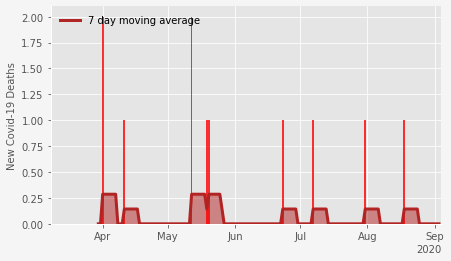 7 day moving average
New Covid-19 Deaths
2.00
1.75
1.50
1.25
1.00
0.75
0.50
0.25
0.00
Apr
May
Jun
Jul
Aug
Sep
2020